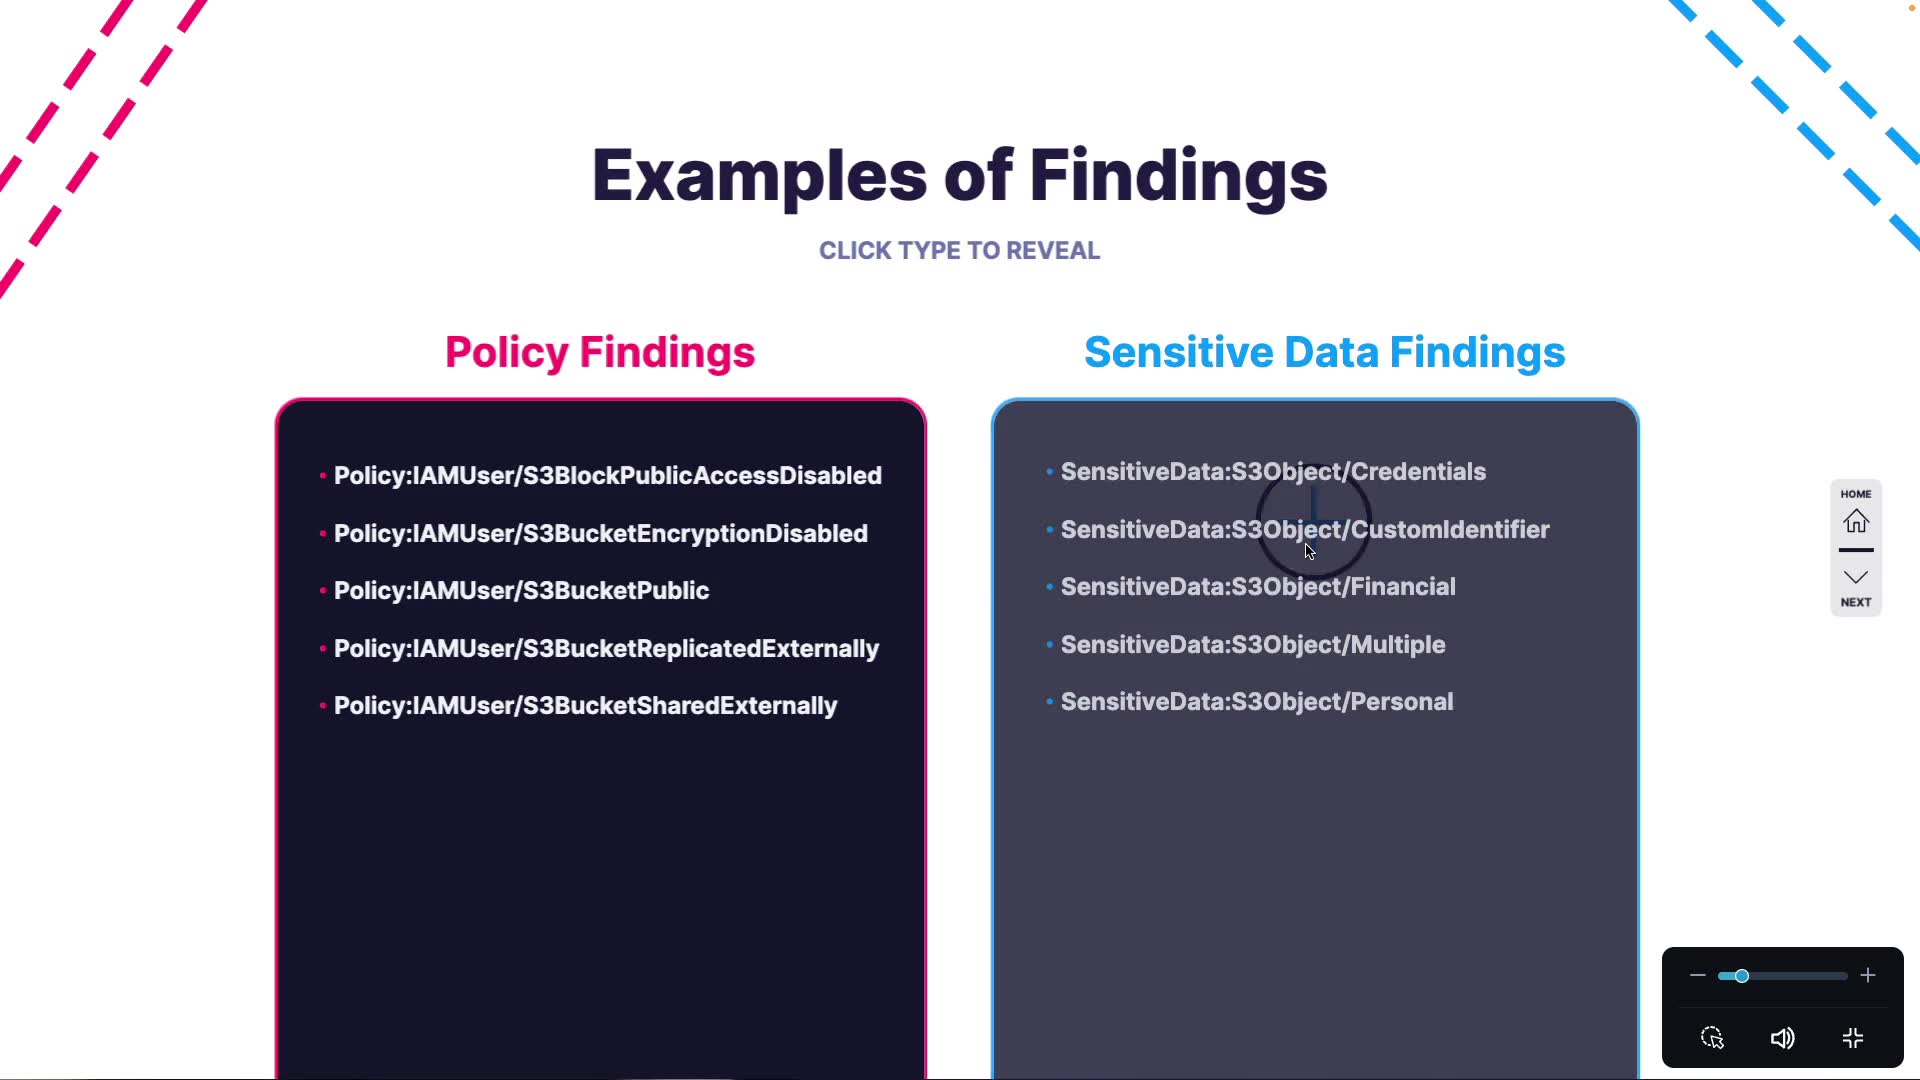 Examples of Findings
CLICK TYPE TO REVEAL
Policy Findings
• Policy:IAMUser/S3BlockPublicAccessDisabled
• Policy:IAMUser/S3BucketEncryptionDisabled
• Policy:IAMUser/S3BucketPublic
• Policy:IAMUser/S3BucketReplicatedExternally
• Policy:IAMUser/S3BucketSharedExternally
Sensitive Data Findings
• SensitiveData:S3Object/Credentials
• SensitiveData:S3Object/CustomIdentifier
• SensitiveData:S3Object/Financial
• SensitiveData:S3Object/Multiple
• SensitiveData:S3Object/Personal
HOME
NEXT